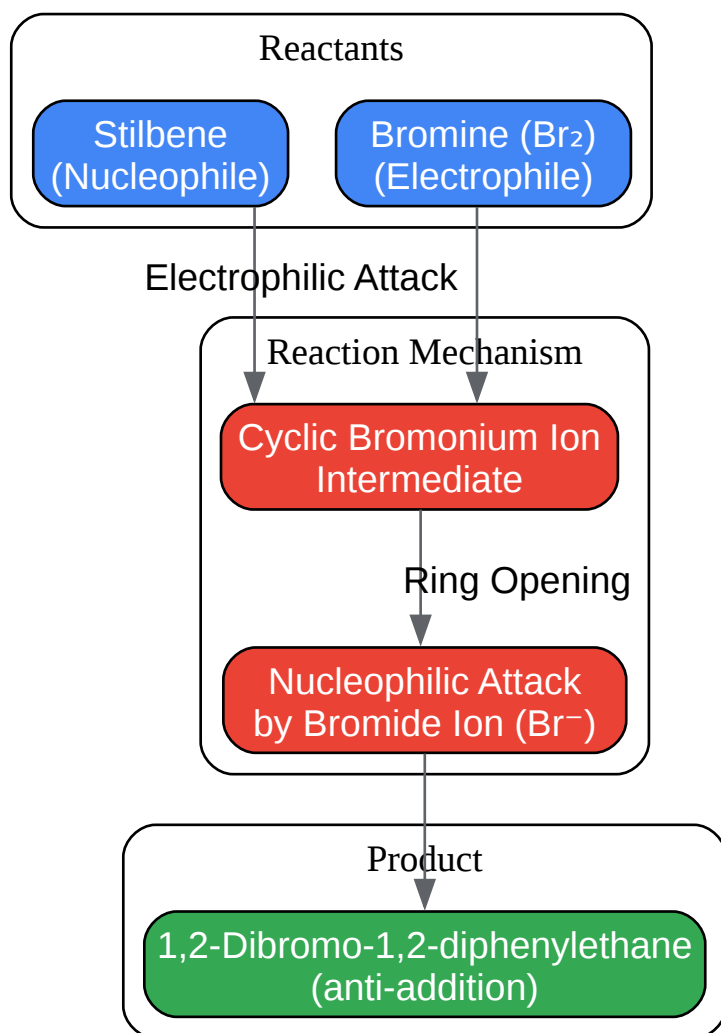 Reactants
Stilbene
(Nucleophile)
Bromine (Br₂)
(Electrophile)
Electrophilic Attack
Reaction Mechanism
Cyclic Bromonium Ion
Intermediate
Ring Opening
Nucleophilic Attack
by Bromide Ion (Br⁻)
Product
1,2-Dibromo-1,2-diphenylethane
(anti-addition)